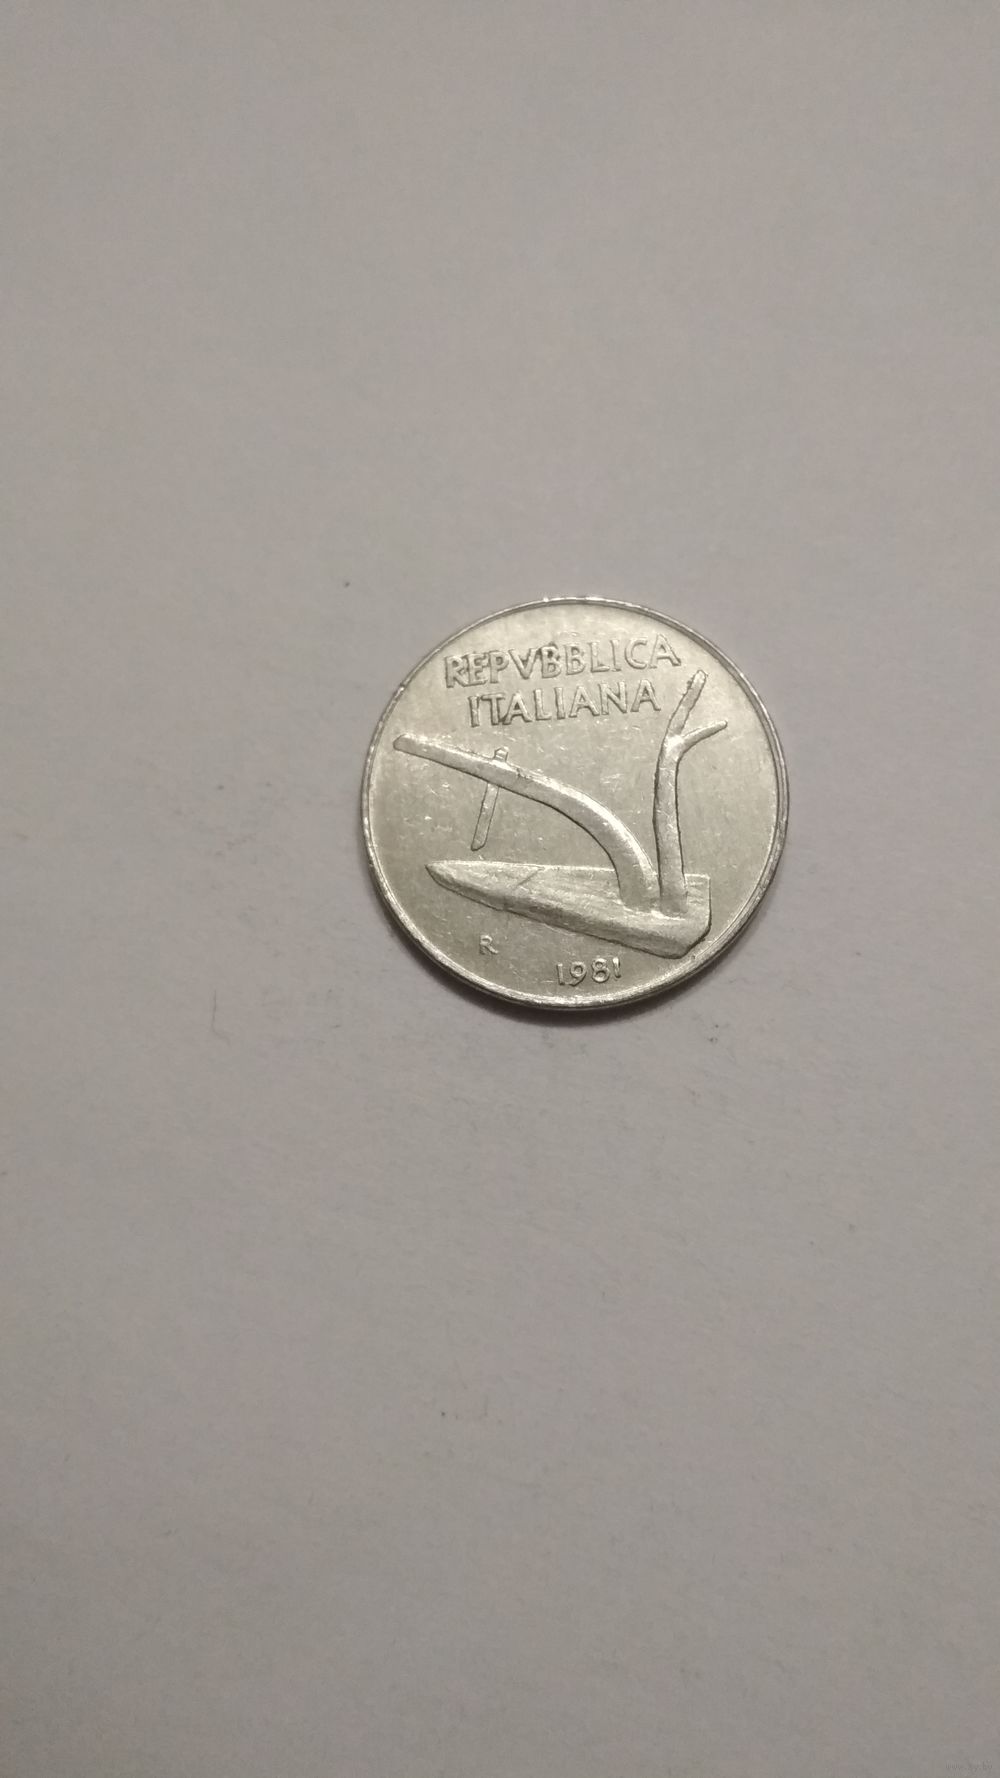 REPVBBLICA
ITALIANA
R
1981